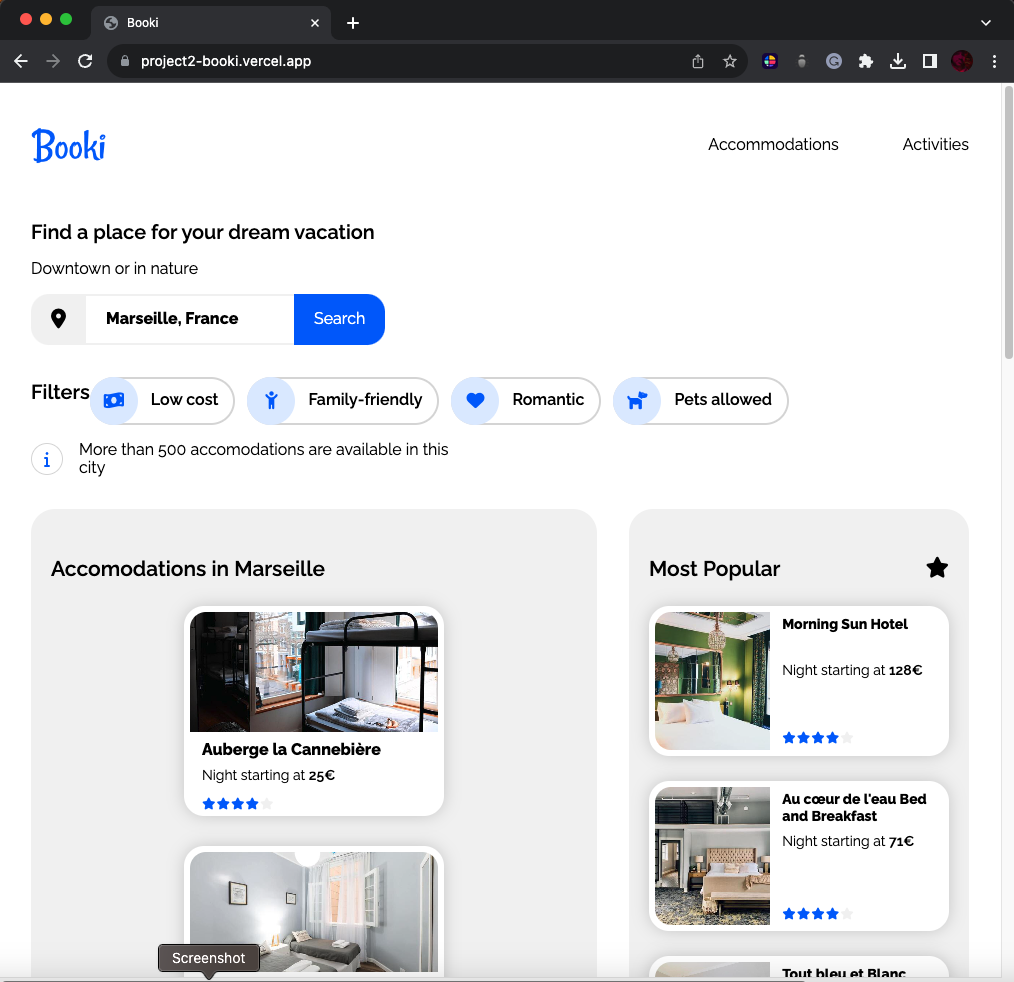 Booki
project2-booki.vercel.app
Booki
Accommodations
Activities
Find a place for your dream vacation
Downtown or in nature
Marseille, France
Search
Filters
Low cost
Family-friendly
Romantic
Pets allowed
i
More than 500 accomodations are available in this
city
Accomodations in Marseille
Auberge la Cannebière
Night starting at 25€
Most Popular
Morning Sun Hotel
Night starting at 128€
Au cœur de l'eau Bed
and Breakfast
Night starting at 71€
Tout bleu et Blanc
Screenshot